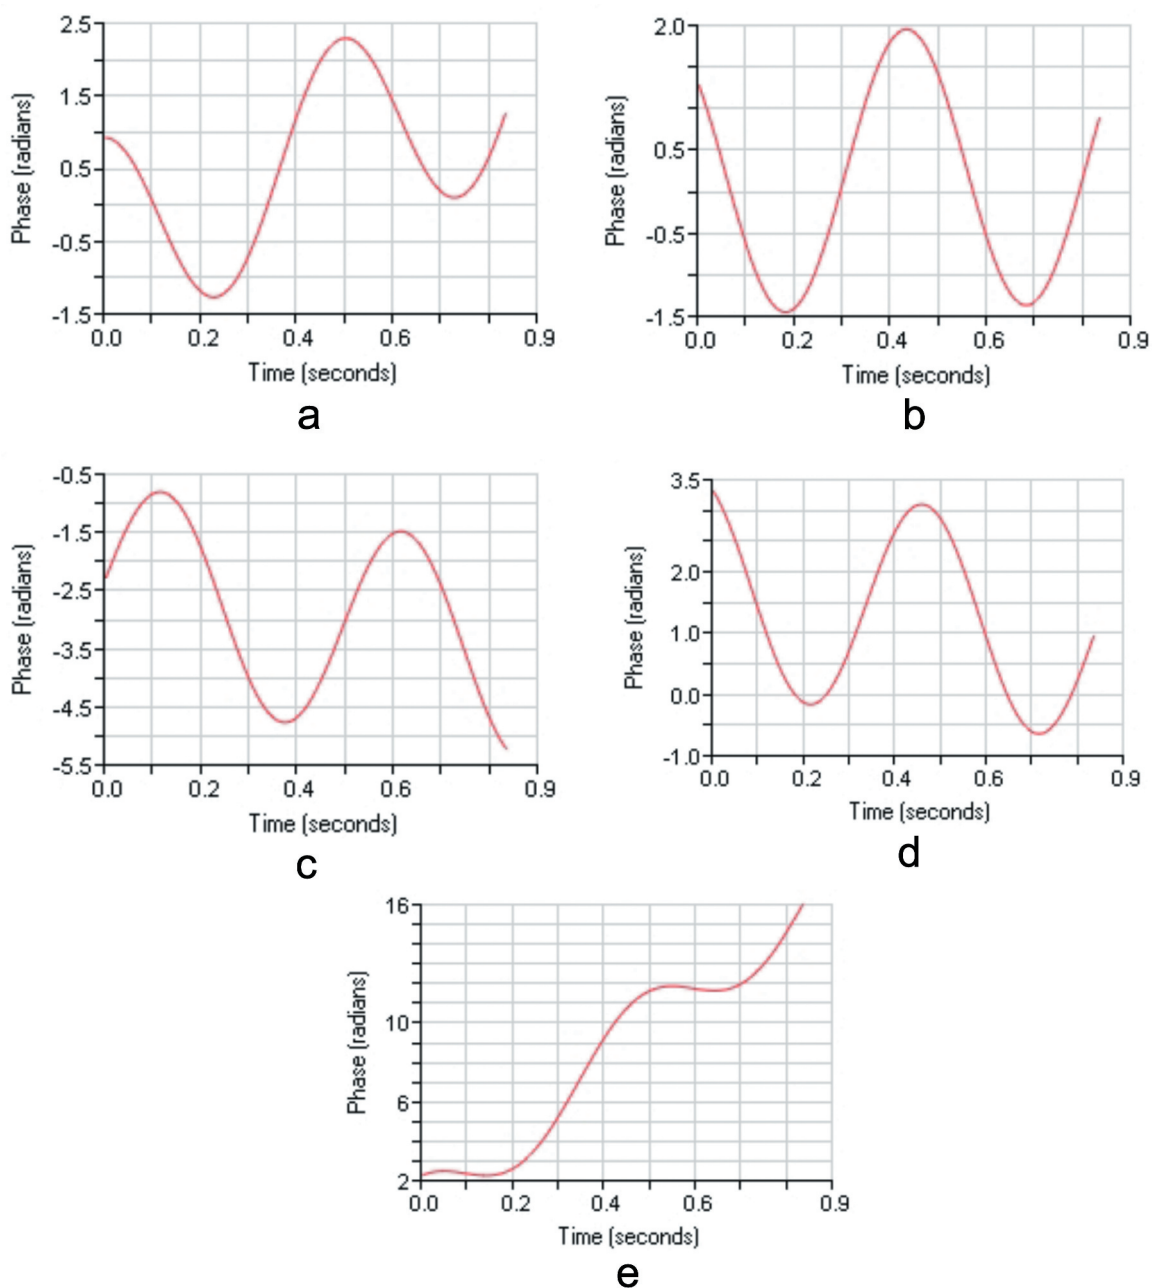 2.5
1.5
0.5
-0.5
-1.5
Phase (radians)
0.0 0.2 0.4 0.6 0.9
Time (seconds)
a
2.0
0.5
-0.5
-1.5
Phase (radians)
0.0 0.2 0.4 0.6 0.9
Time (seconds)
b
-0.5
-1.5
-2.5
-3.5
-4.5
-5.5
Phase (radians)
0.0 0.2 0.4 0.6 0.9
Time (seconds)
c
3.5
2.0
1.0
0.0
-1.0
Phase (radians)
0.0 0.2 0.4 0.6 0.9
Time (seconds)
d
16
10
6
2
Phase (radians)
0.0 0.2 0.4 0.6 0.9
Time (seconds)
e